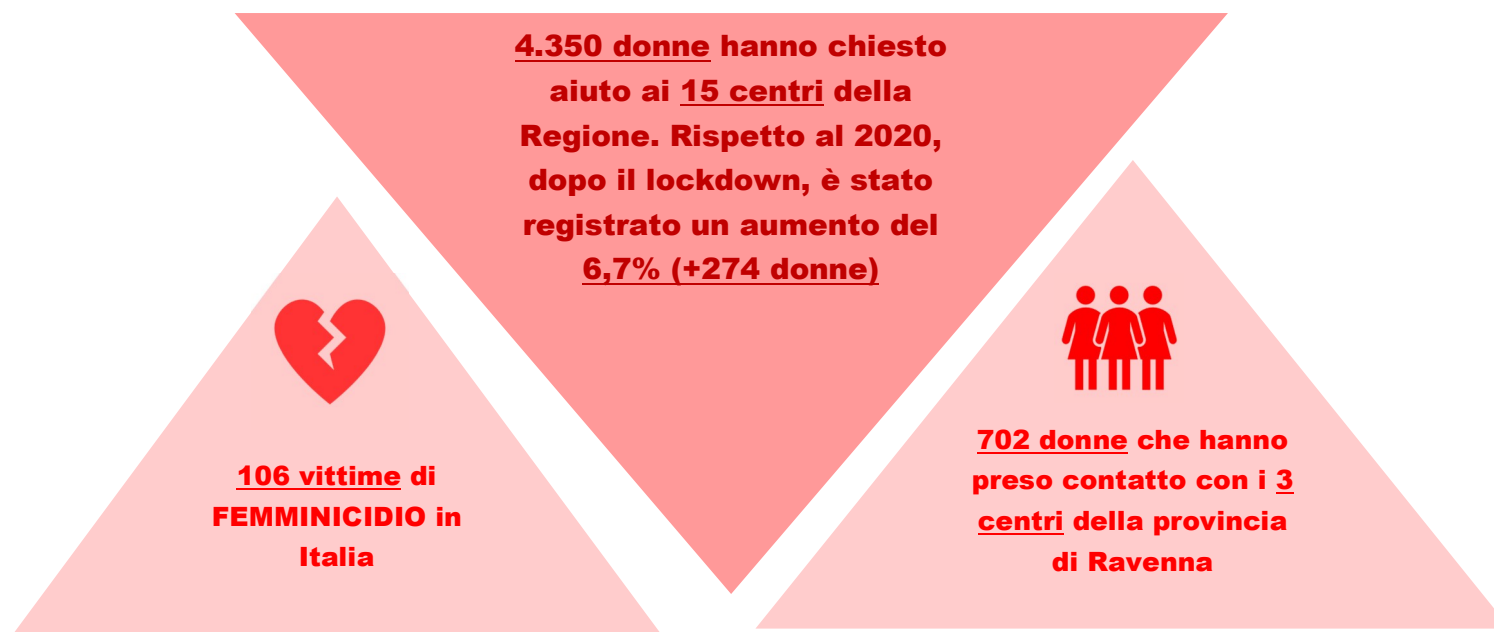 4.350 donne hanno chiesto
aiuto ai 15 centri della
Regione. Rispetto al 2020,
dopo il lockdown, è stato
registrato un aumento del
6,7% (+274 donne)
106 vittime di
FEMMINICIDIO in
Italia
702 donne che hanno
preso contatto con i 3
centri della provincia
di Ravenna